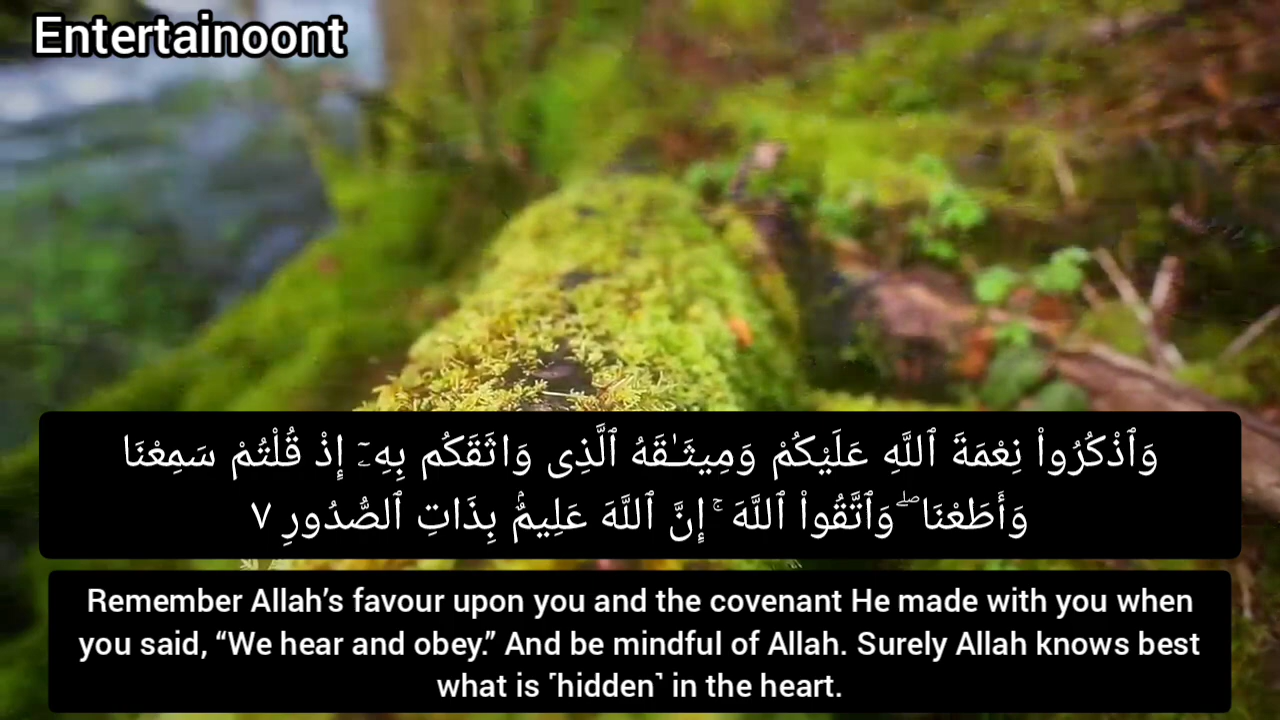 Entertainoont
وَٱذْكُرُوا۟ نِعْمَةَ ٱللَّهِ عَلَيْكُمْ وَمِيثَـٰقَهُ ٱلَّذِى وَاثَقَكُم بِهِۦٓ إِذْ قُلْتُمْ سَمِعْنَا
وَأَطَعْنَا ۖ وَٱتَّقُوا۟ ٱللَّهَ ۚ إِنَّ ٱللَّهَ عَلِيمٌۢ بِذَاتِ ٱلصُّدُورِ ٧
Remember Allah’s favour upon you and the covenant He made with you when
you said, “We hear and obey.” And be mindful of Allah. Surely Allah knows best
what is ˹hidden˺ in the heart.